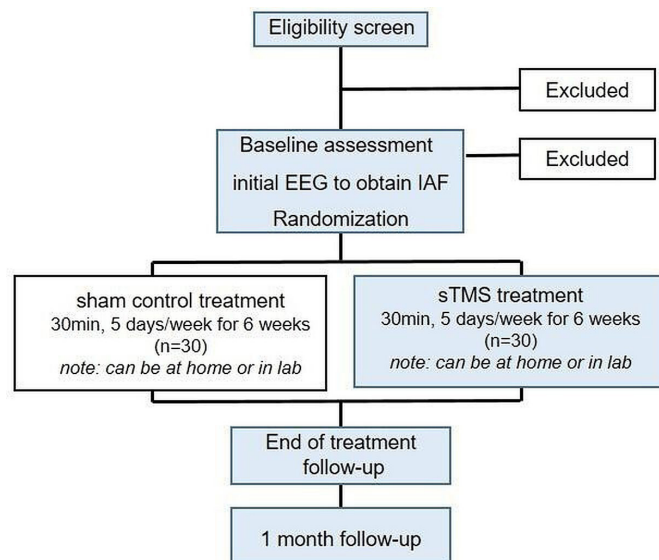 Eligibility screen
Excluded
Baseline assessment
initial EEG to obtain IAF
Randomization
Excluded
sham control treatment
30min, 5 days/week for 6 weeks
(n=30)
note: can be at home or in lab
sTMS treatment
30min, 5 days/week for 6 weeks
(n=30)
note: can be at home or in lab
End of treatment
follow-up
1 month follow-up